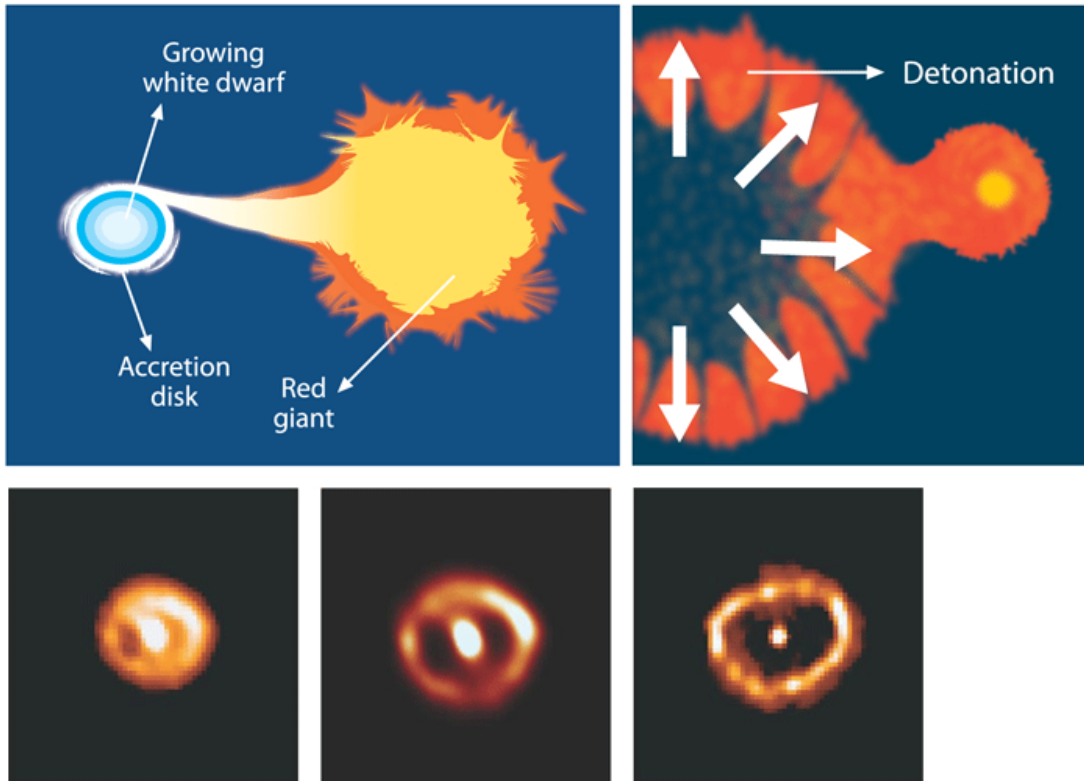 Growing
white dwarf
Accretion
disk
Red
giant
Detonation